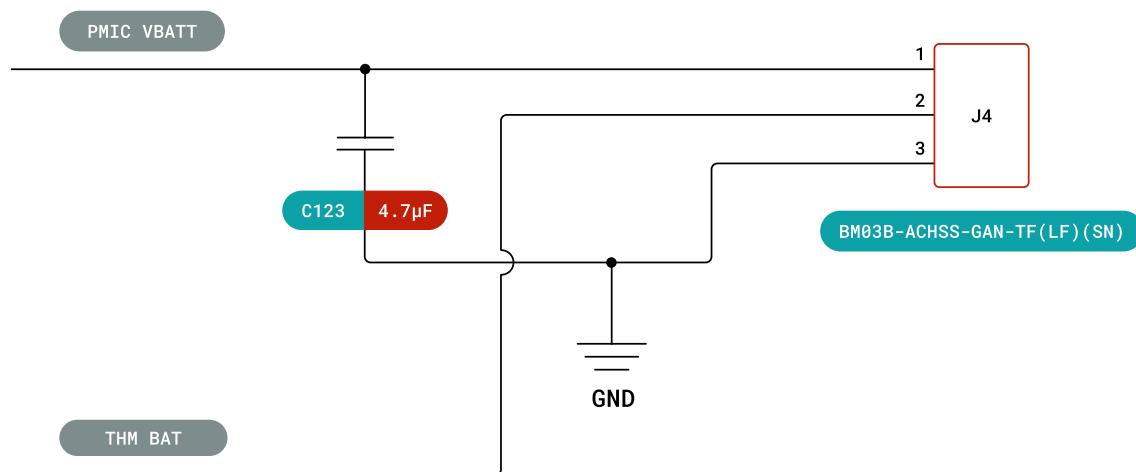 PMIC VBATT
1
2
J4
3
C123 4.7µF
BM03B-ACHSS-GAN-TF(LF)(SN)
GND
THM BAT